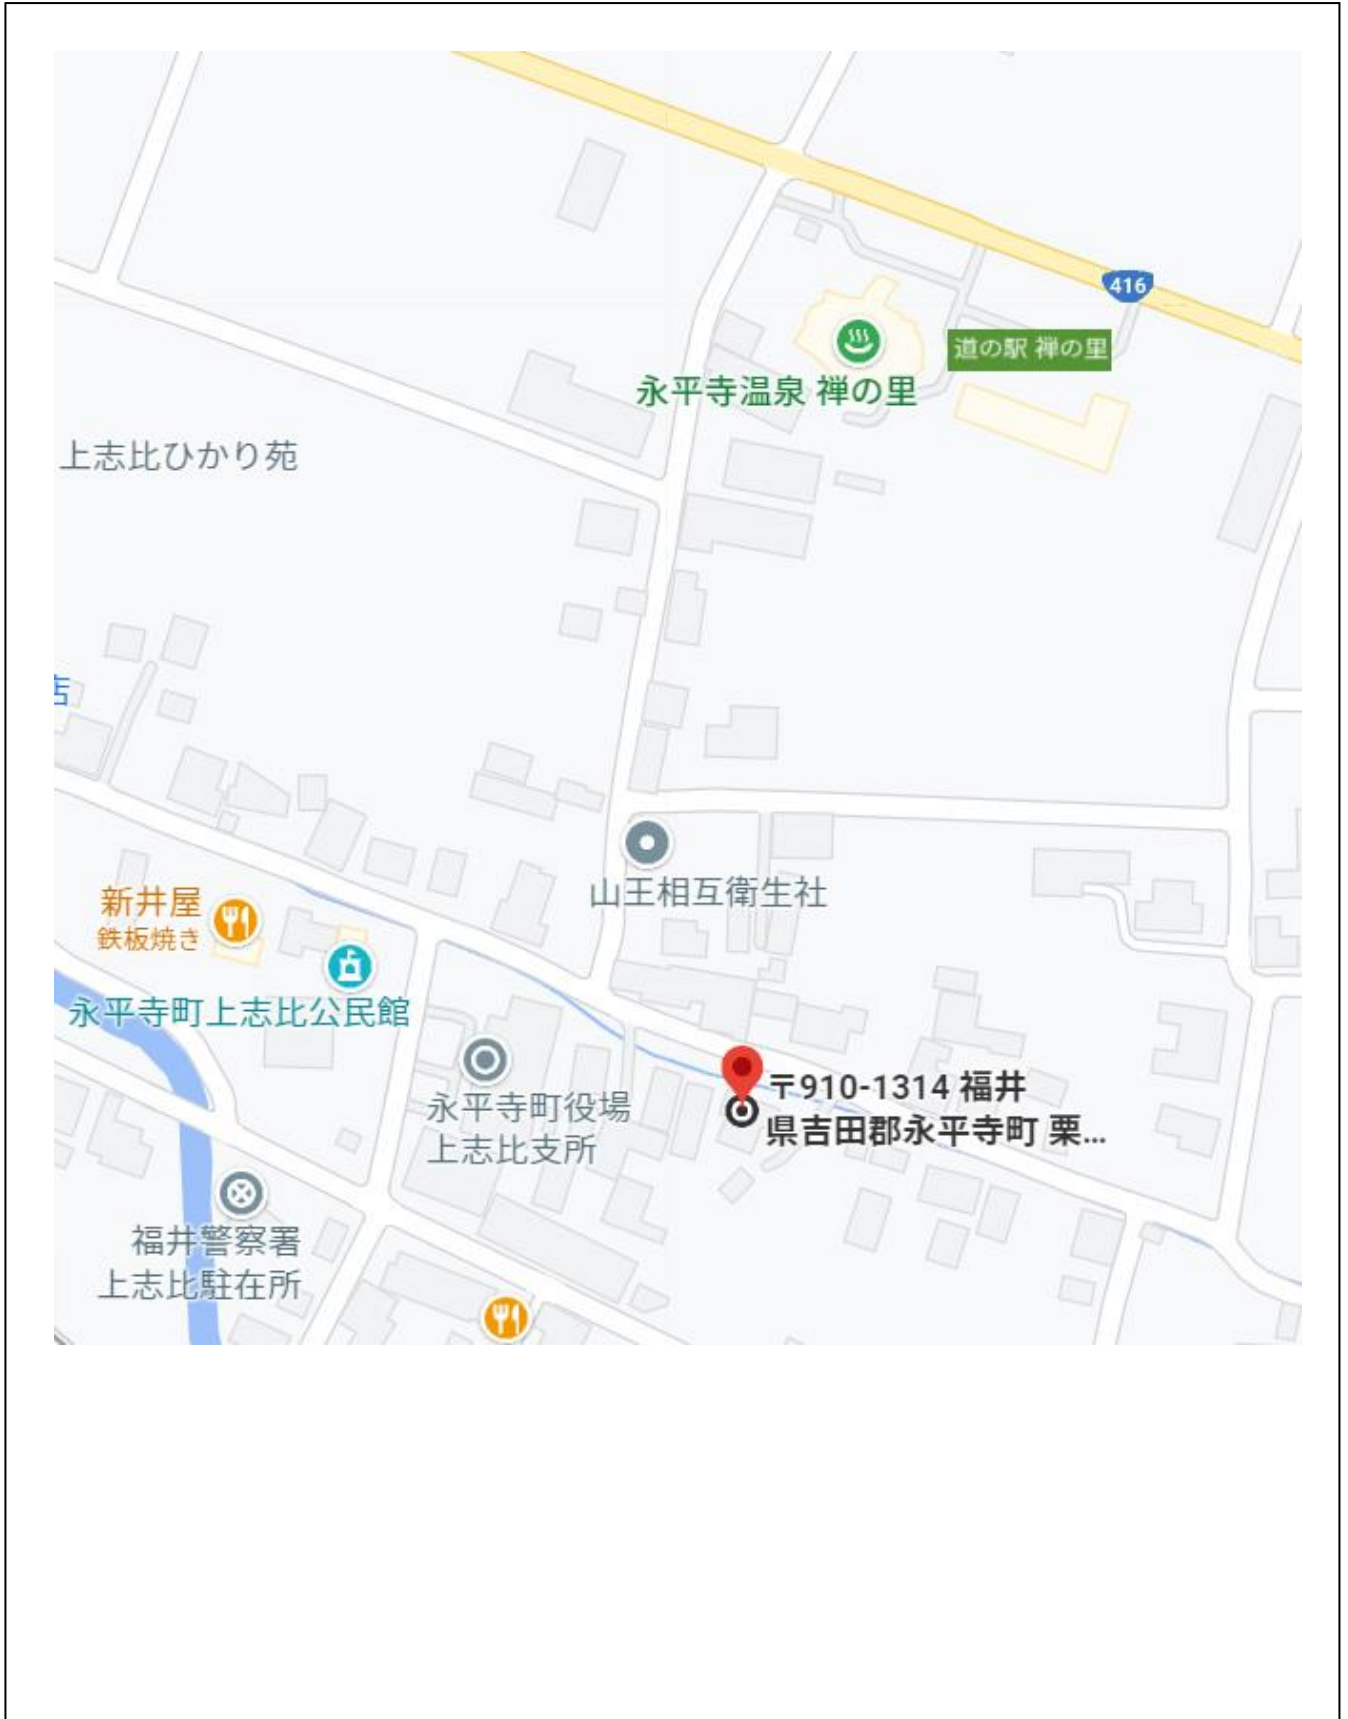 416
道の駅 禅の里
永平寺温泉 禅の里
上志比ひかり苑
店
山王相互衛生社
新井屋
鉄板焼き
永平寺町上志比公民館
〒910-1314 福井
県吉田郡永平寺町 栗...
永平寺町役場
上志比支所
福井警察署
上志比駐在所